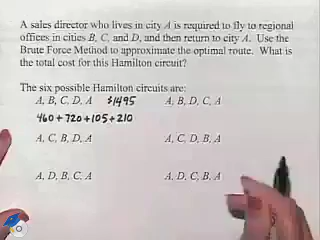 A sales director who lives in city A is required to fly to regional
offices in cities B, C, and D, and then return to city A. Use the
Brute Force Method to approximate the optimal route. What is
the total cost for this Hamilton circuit?
The six possible Hamilton circuits are:
A, B, C, D, A $1495 A, B, D, C, A
460+720+105+210
A, C, B, D, A A, C, D, B, A
A, D, B, C, A A, D, C, B, A